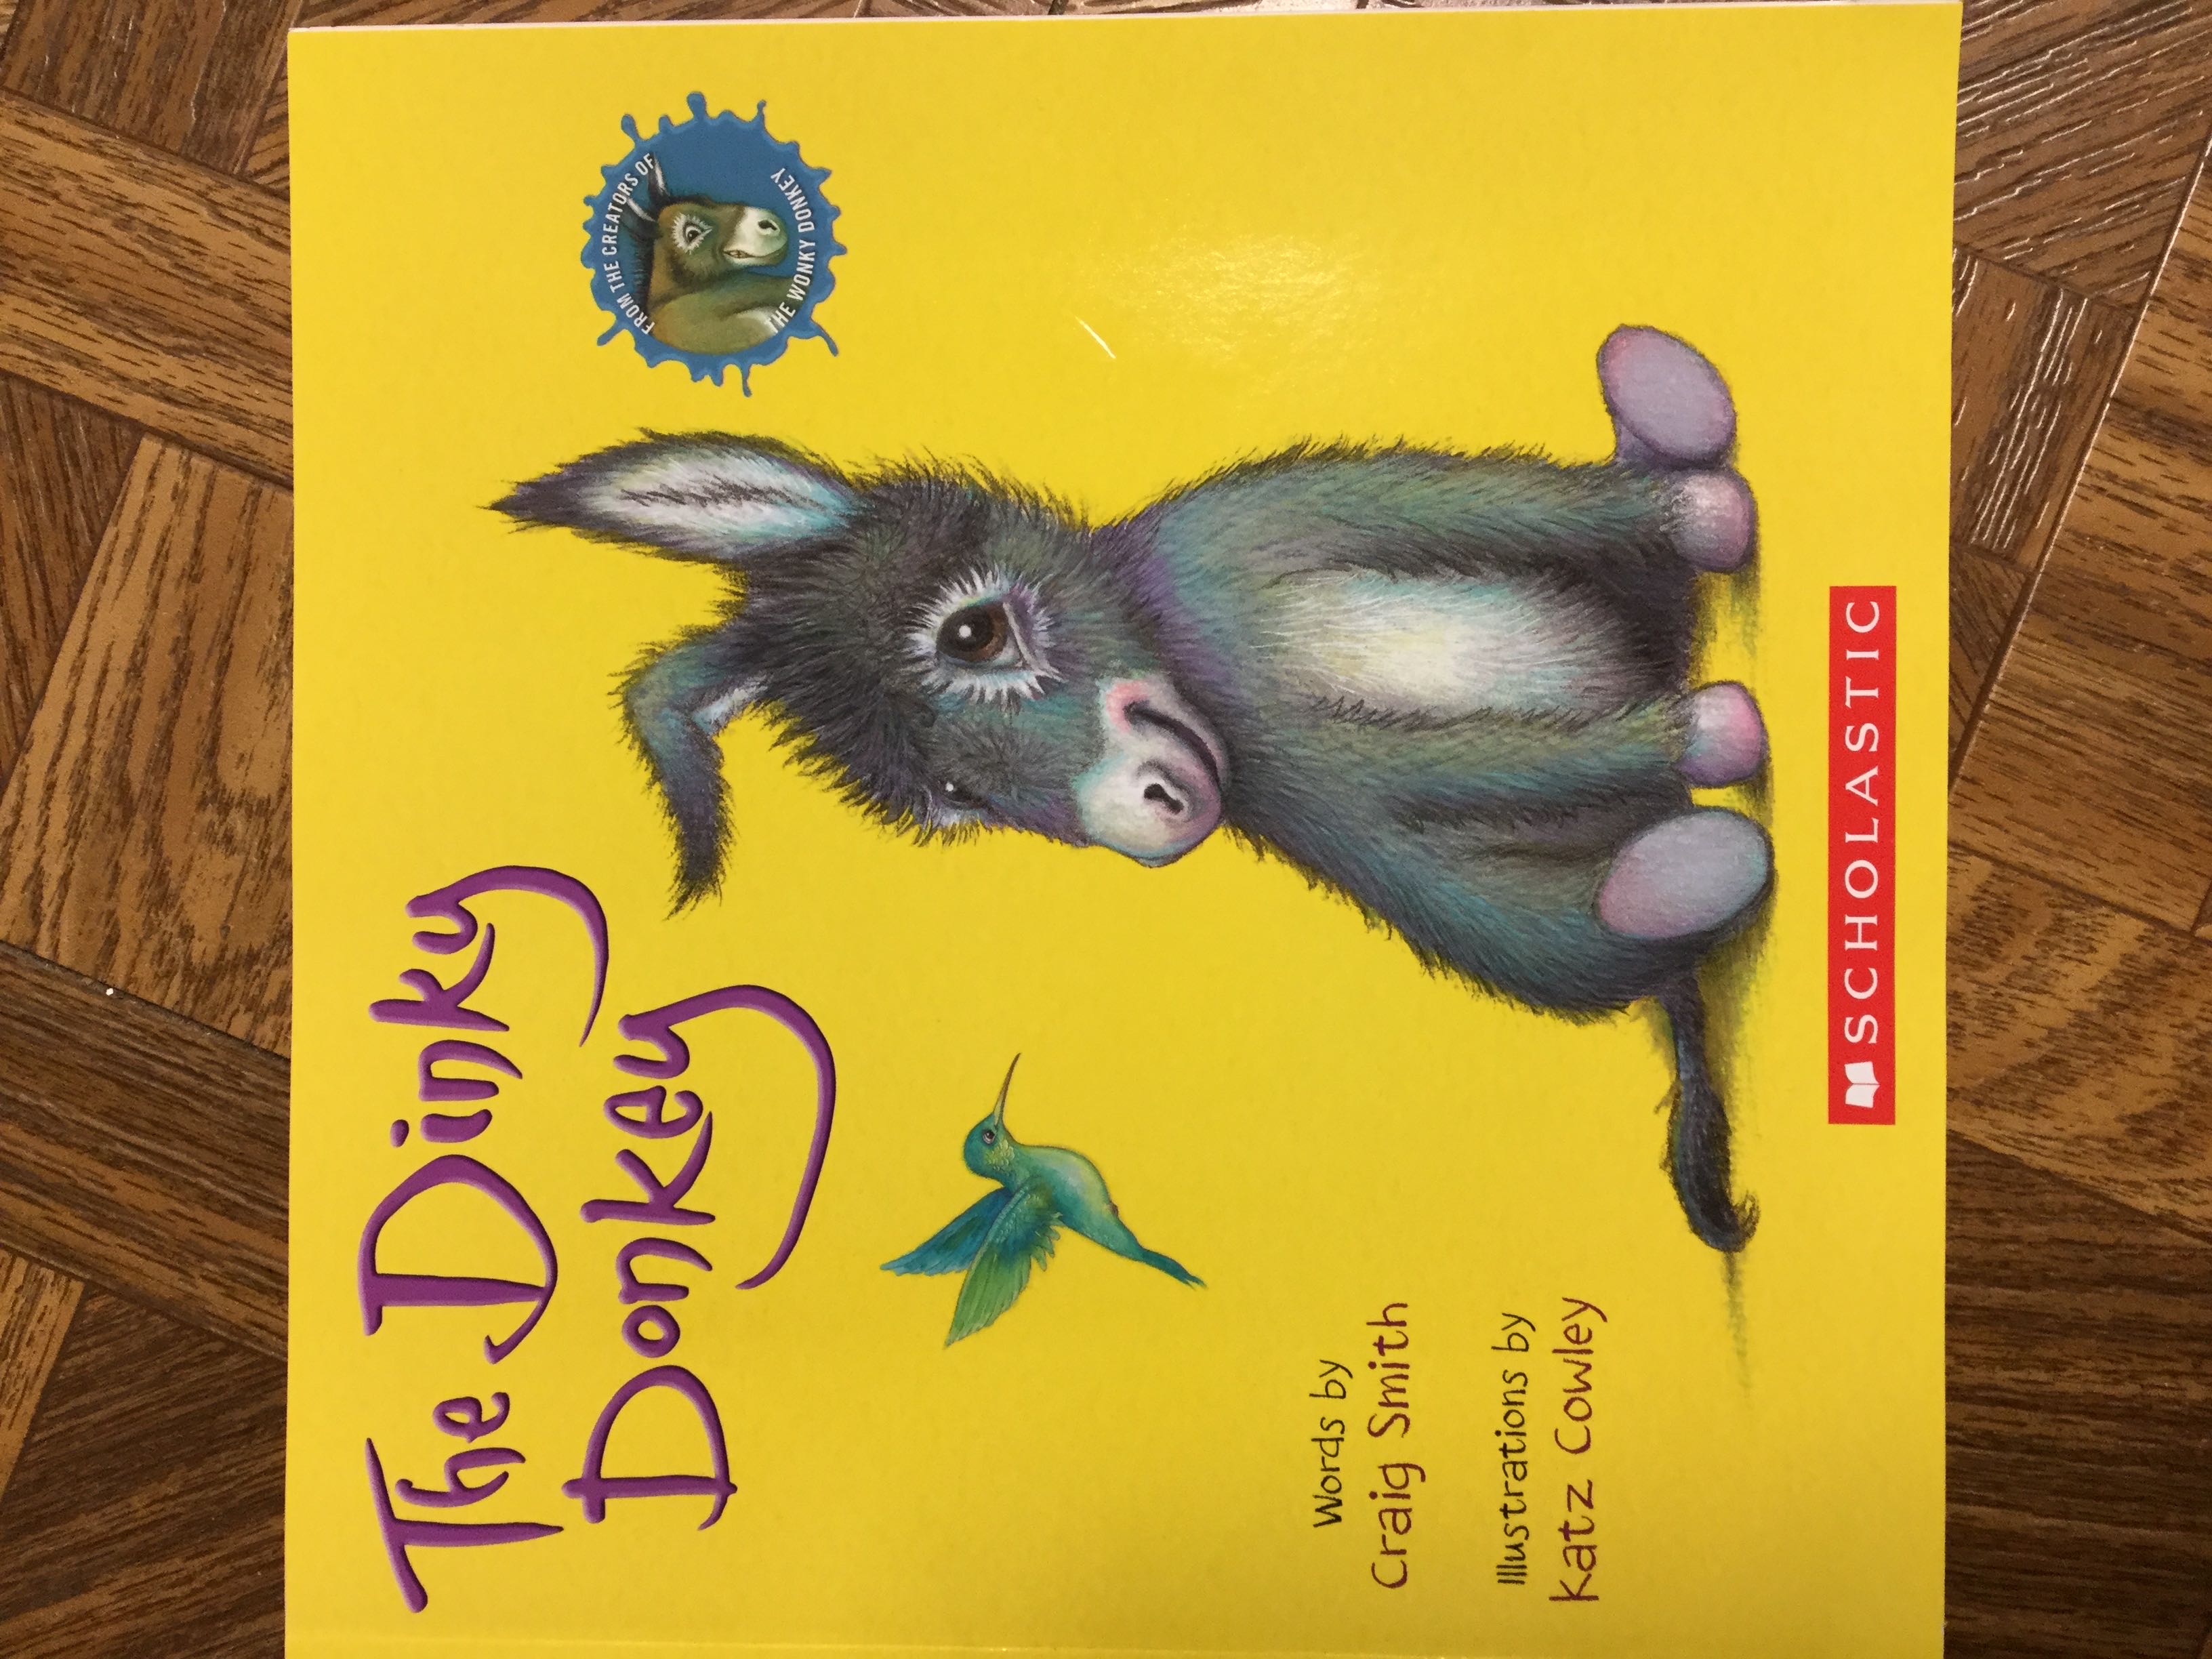 The Dinky
Donkey
FROM THE CREATORS OF
THE WONKY DONKEY
Words by
Craig Smith
Illustrations by
Katz Cowley
SCHOLASTIC